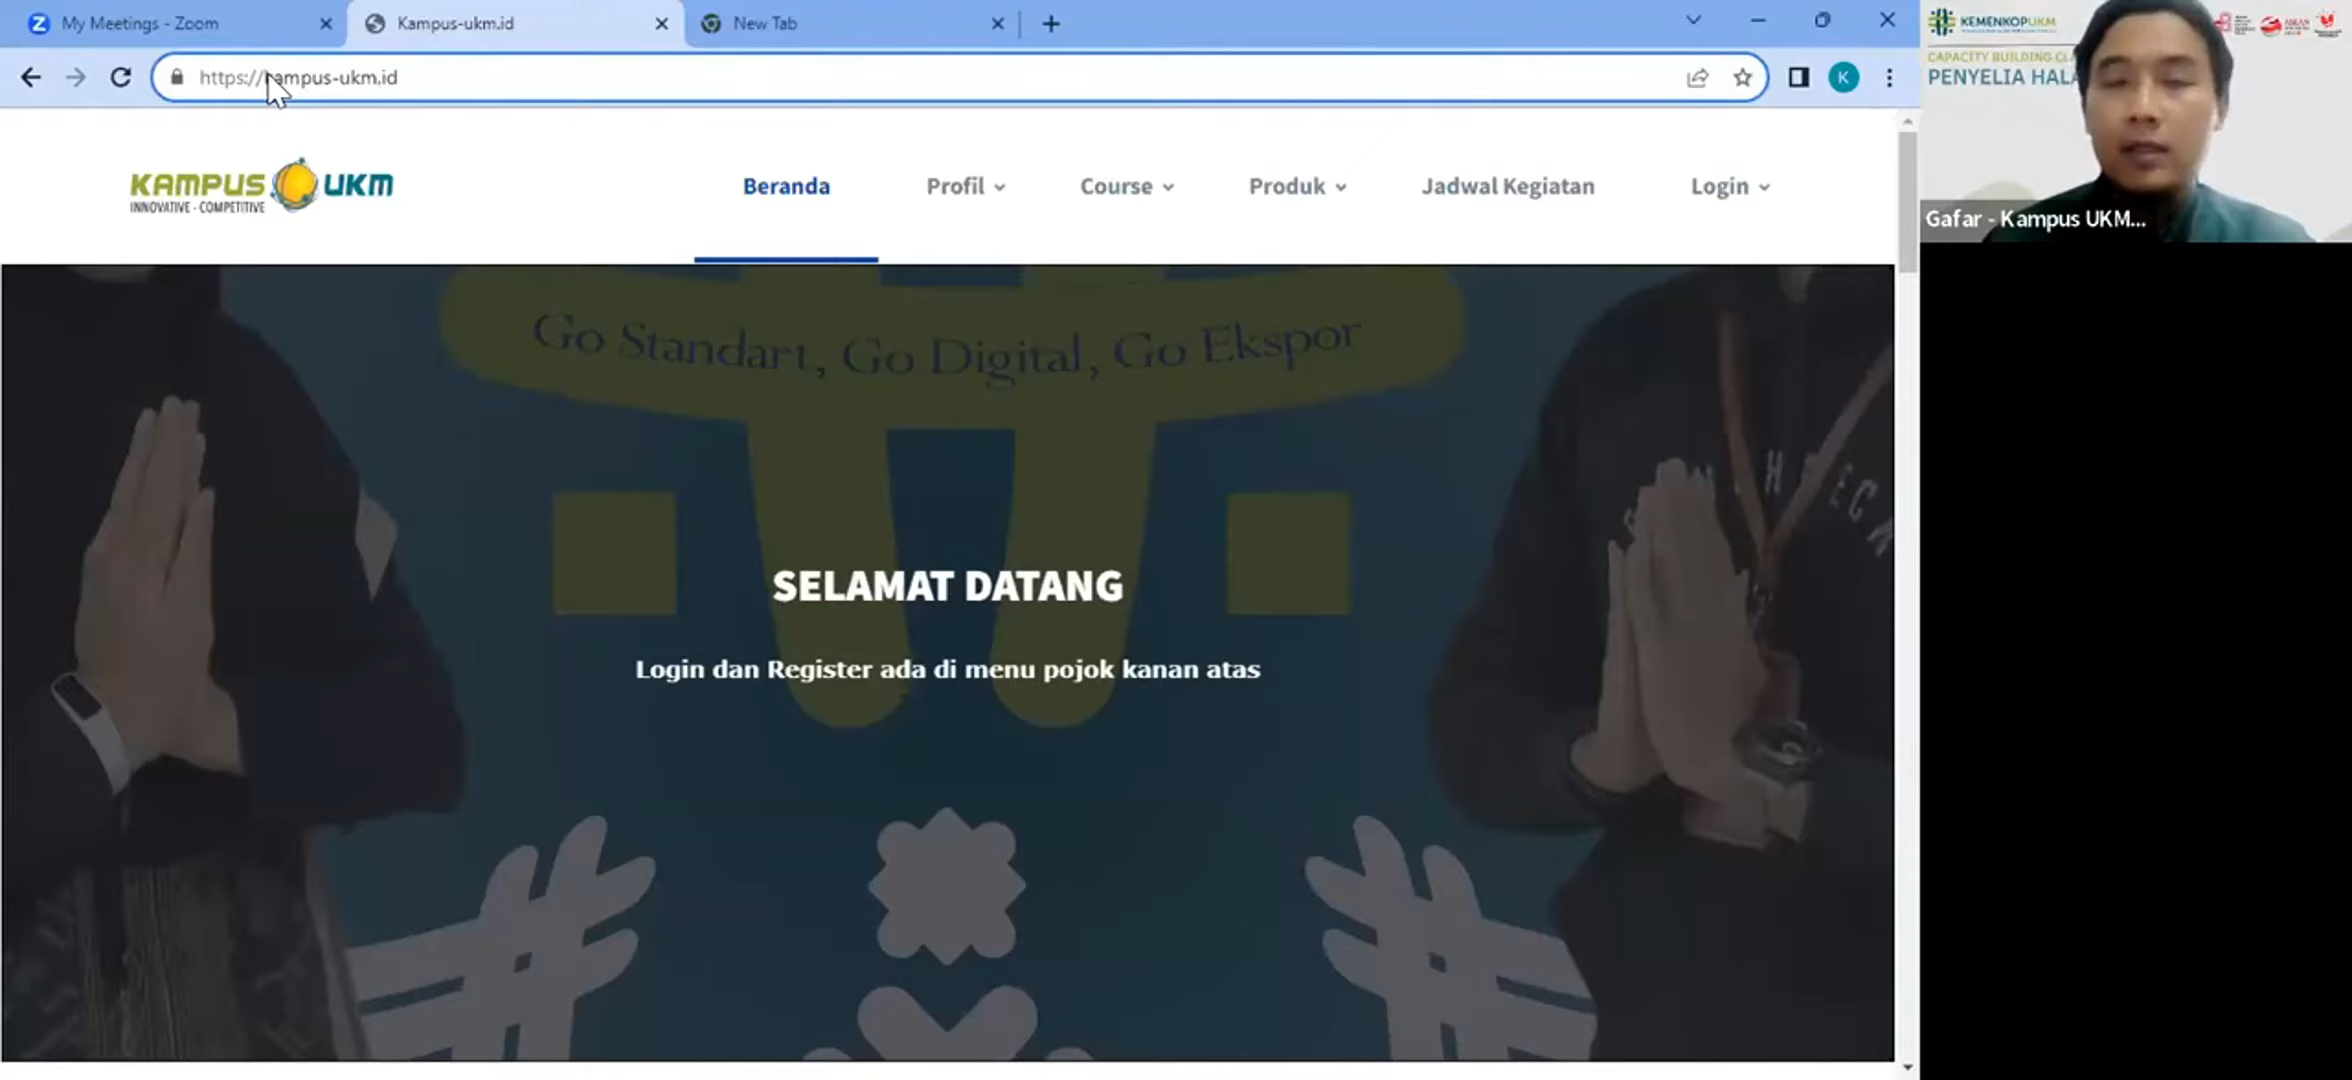 My Meetings - Zoom
Kampus-ukm.id
New Tab
https://kampus-ukm.id
K
KAMPUS UKM
INNOVATIVE - COMPETITIVE
Beranda
Profil
Course
Produk
Jadwal Kegiatan
Login
Go Standart, Go Digital, Go Ekspor
SELAMAT DATANG
Login dan Register ada di menu pojok kanan atas
KEMENKOPUKM
CAPACITY BUILDING
PENYELIA
Gafar - Kampus UKM...